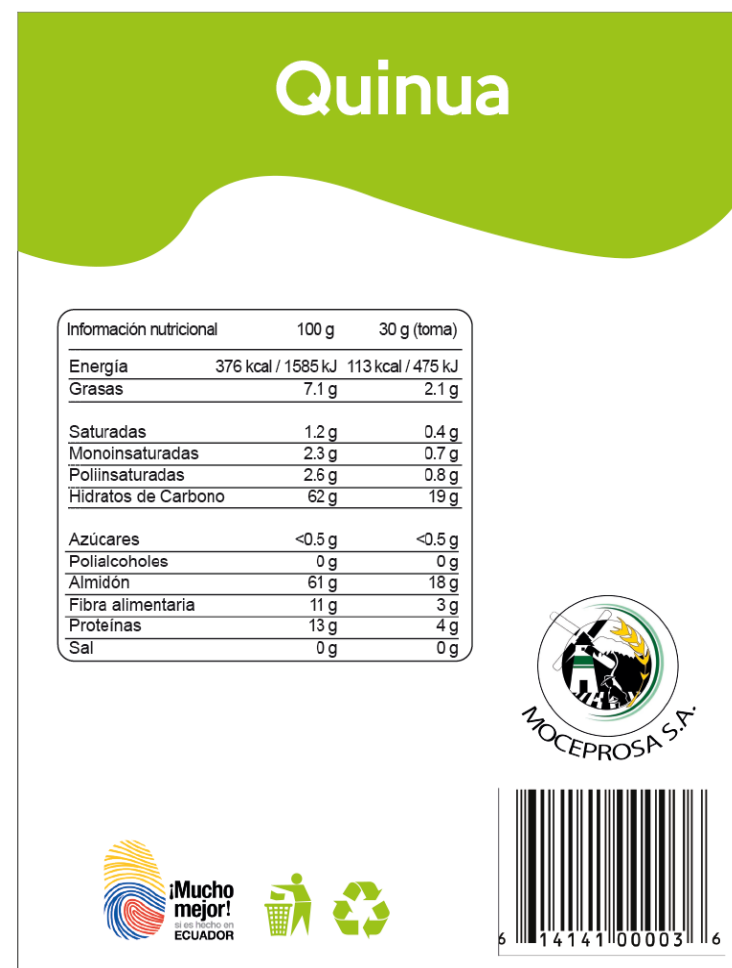 Quinua
Información nutricional 100 g 30 g (toma)
Energía 376 kcal / 1585 kJ 113 kcal / 475 kJ
Grasas 7.1 g 2.1 g
Saturadas 1.2 g 0.4 g
Monoinsaturadas 2.3 g 0.7 g
Poliinsaturadas 2.6 g 0.8 g
Hidratos de Carbono 62 g 19 g
Azúcares <0.5 g <0.5 g
Polialcoholes 0 g 0 g
Almidón 61 g 18 g
Fibra alimentaria 11 g 3 g
Proteínas 13 g 4 g
Sal 0 g 0 g
MOCEPROSA S.A.
¡Mucho
mejor!
si es hecho en
ECUADOR
6 14141 00003 6